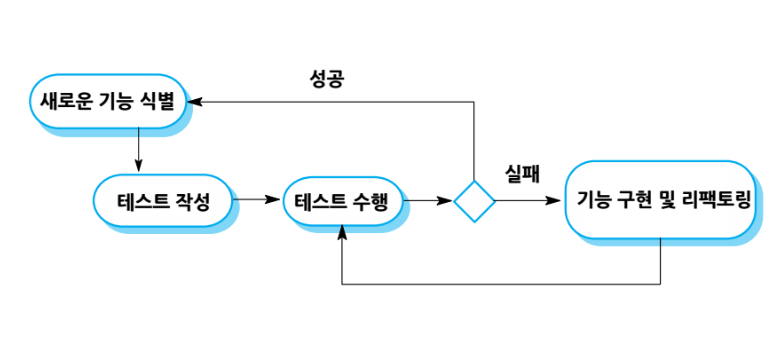 성공
새로운 기능 식별
실패
테스트 작성
테스트 수행
기능 구현 및 리팩토링